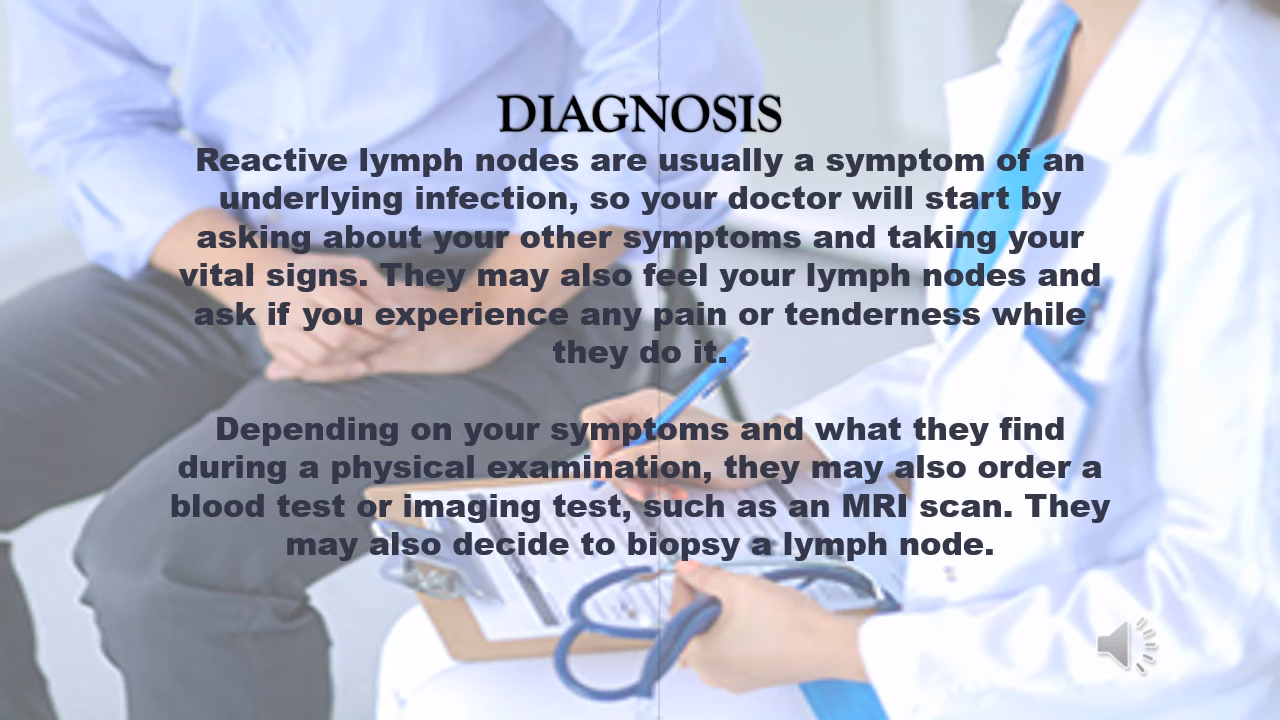 DIAGNOSIS
Reactive lymph nodes are usually a symptom of an
underlying infection, so your doctor will start by
asking about your other symptoms and taking your
vital signs. They may also feel your lymph nodes and
ask if you experience any pain or tenderness while
they do it.
Depending on your symptoms and what they find
during a physical examination, they may also order a
blood test or imaging test, such as an MRI scan. They
may also decide to biopsy a lymph node.